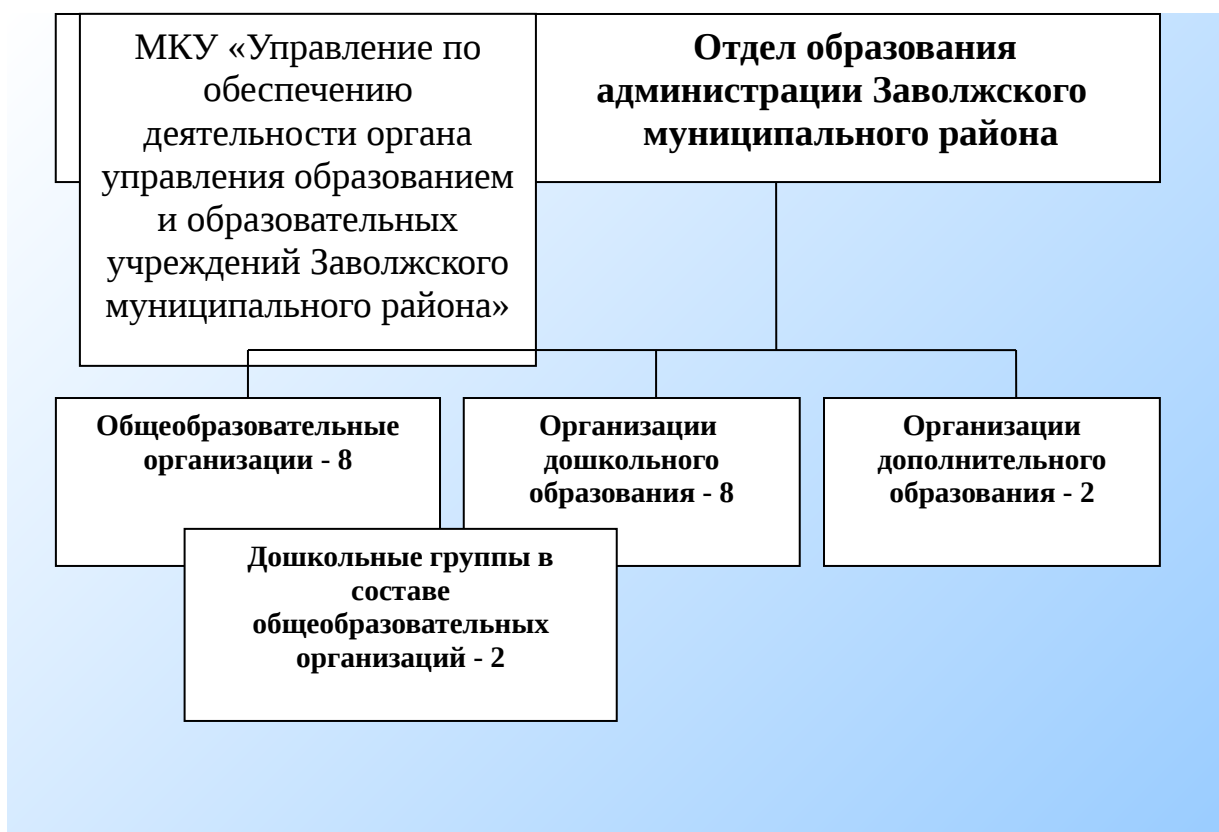 МКУ «Управление по
обеспечению
деятельности органа
управления образованием
и образовательных
учреждений Заволжского
муниципального района»
Отдел образования
администрации Заволжского
муниципального района
Общеобразовательные
организации - 8
Организации
дошкольного
образования - 8
Организации
дополнительного
образования - 2
Дошкольные группы в
составе
общеобразовательных
организаций - 2